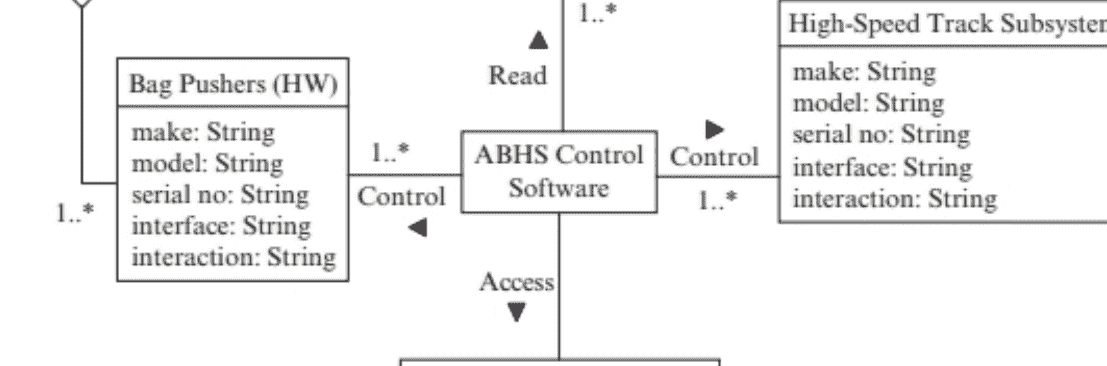 1..*
High-Speed Track Subsystem
Read
Bag Pushers (HW)
make: String
model: String
serial no: String
interface: String
interaction: String
1..*
1..*
Control
ABHS Control
Software
Control
1..*
make: String
model: String
serial no: String
interface: String
interaction: String
Access